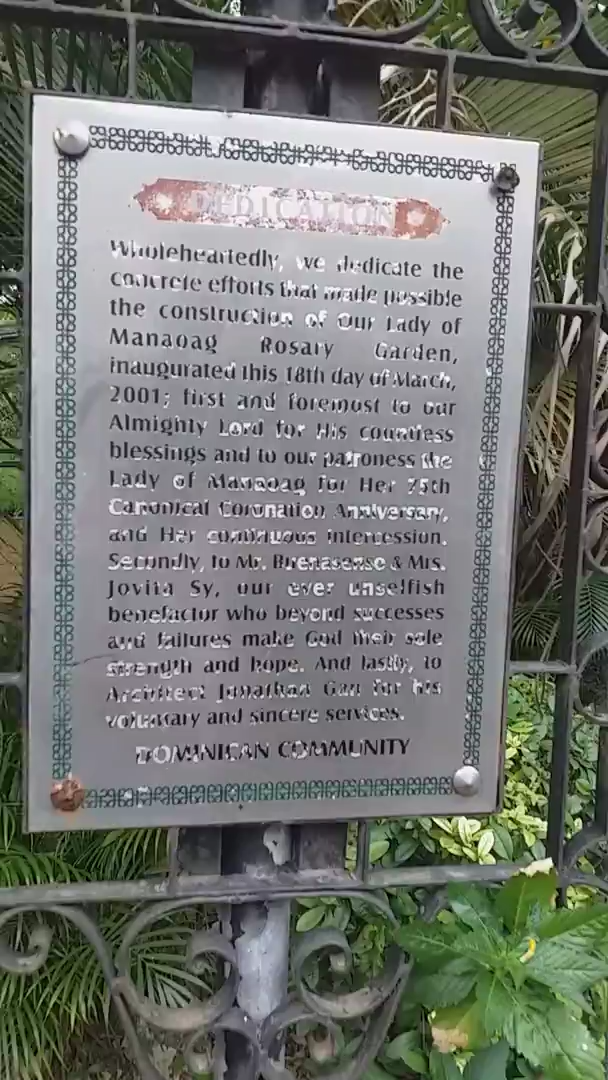 DEDICATION
Wholeheartedly, we dedicate the
concrete efforts that made possible
the construction of Our Lady of
Manaoag Rosary Garden,
inaugurated this 18th day of March,
2001; first and foremost to our
Almighty Lord for His countless
blessings and to our patroness the
Lady of Manaoag for Her 75th
Canonical Coronation Anniversary,
and Her continuous intercession.
Secondly, to Mr. Buenasenso & Mrs.
Jovita Sy, our ever unselfish
benefactor who beyond successes
and failures make God their sole
strength and hope. And lastly, to
Architect Jonathan Gan for his
voluntary and sincere services.
DOMINICAN COMMUNITY